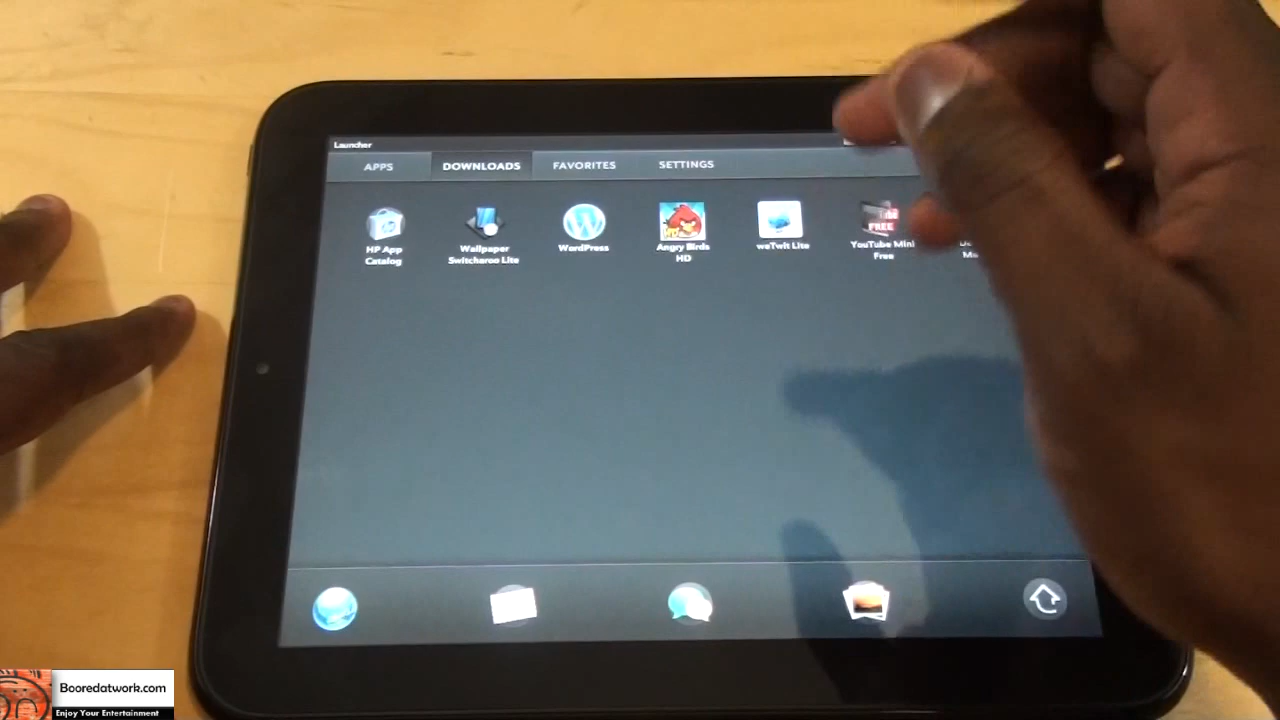 Launcher
APPS DOWNLOADS FAVORITES SETTINGS
HP App Catalog
Wallpaper Switcharoo Lite
WordPress
Angry Birds HD
weTwit Lite
FREE
YouTube Mini Free
Booredatwork.com
Enjoy Your Entertainment